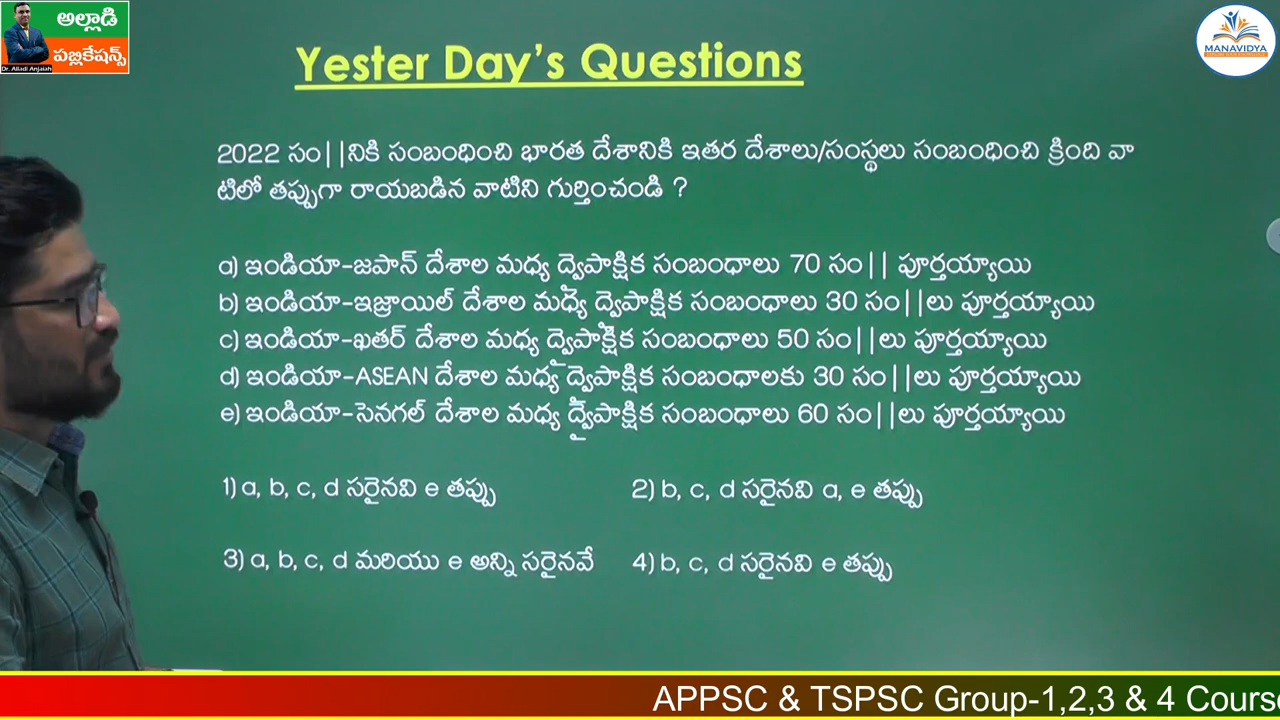 అల్లాడి
పబ్లికేషన్స్
Dr. Alladi Anjaiah
MANAVIDYA
Yester Day's Questions
2022 సం||నికి సంబంధించి భారత దేశానికి ఇతర దేశాలు/సంస్థలు సంబంధించి క్రింది వా
టిలో తప్పుగా రాయబడిన వాటిని గుర్తించండి ?
a) ఇండియా-జపాన్ దేశాల మధ్య ద్వైపాక్షిక సంబంధాలు 70 సం|| పూర్తయ్యాయి
b) ఇండియా-ఇజ్రాయిల్ దేశాల మధ్య ద్వైపాక్షిక సంబంధాలు 30 సం||లు పూర్తయ్యాయి
c) ఇండియా-ఖతర్ దేశాల మధ్య ద్వైపాక్షిక సంబంధాలు 50 సం||లు పూర్తయ్యాయి
d) ఇండియా-ASEAN దేశాల మధ్య ద్వైపాక్షిక సంబంధాలకు 30 సం||లు పూర్తయ్యాయి
e) ఇండియా-సెనగల్ దేశాల మధ్య ద్వైపాక్షిక సంబంధాలు 60 సం||లు పూర్తయ్యాయి
1) a, b, c, d సరైనవి e తప్పు 2) b, c, d సరైనవి a, e తప్పు
3) a, b, c, d మరియు e అన్ని సరైనవే 4) b, c, d సరైనవి e తప్పు
APPSC & TSPSC Group-1,2,3 & 4 Course